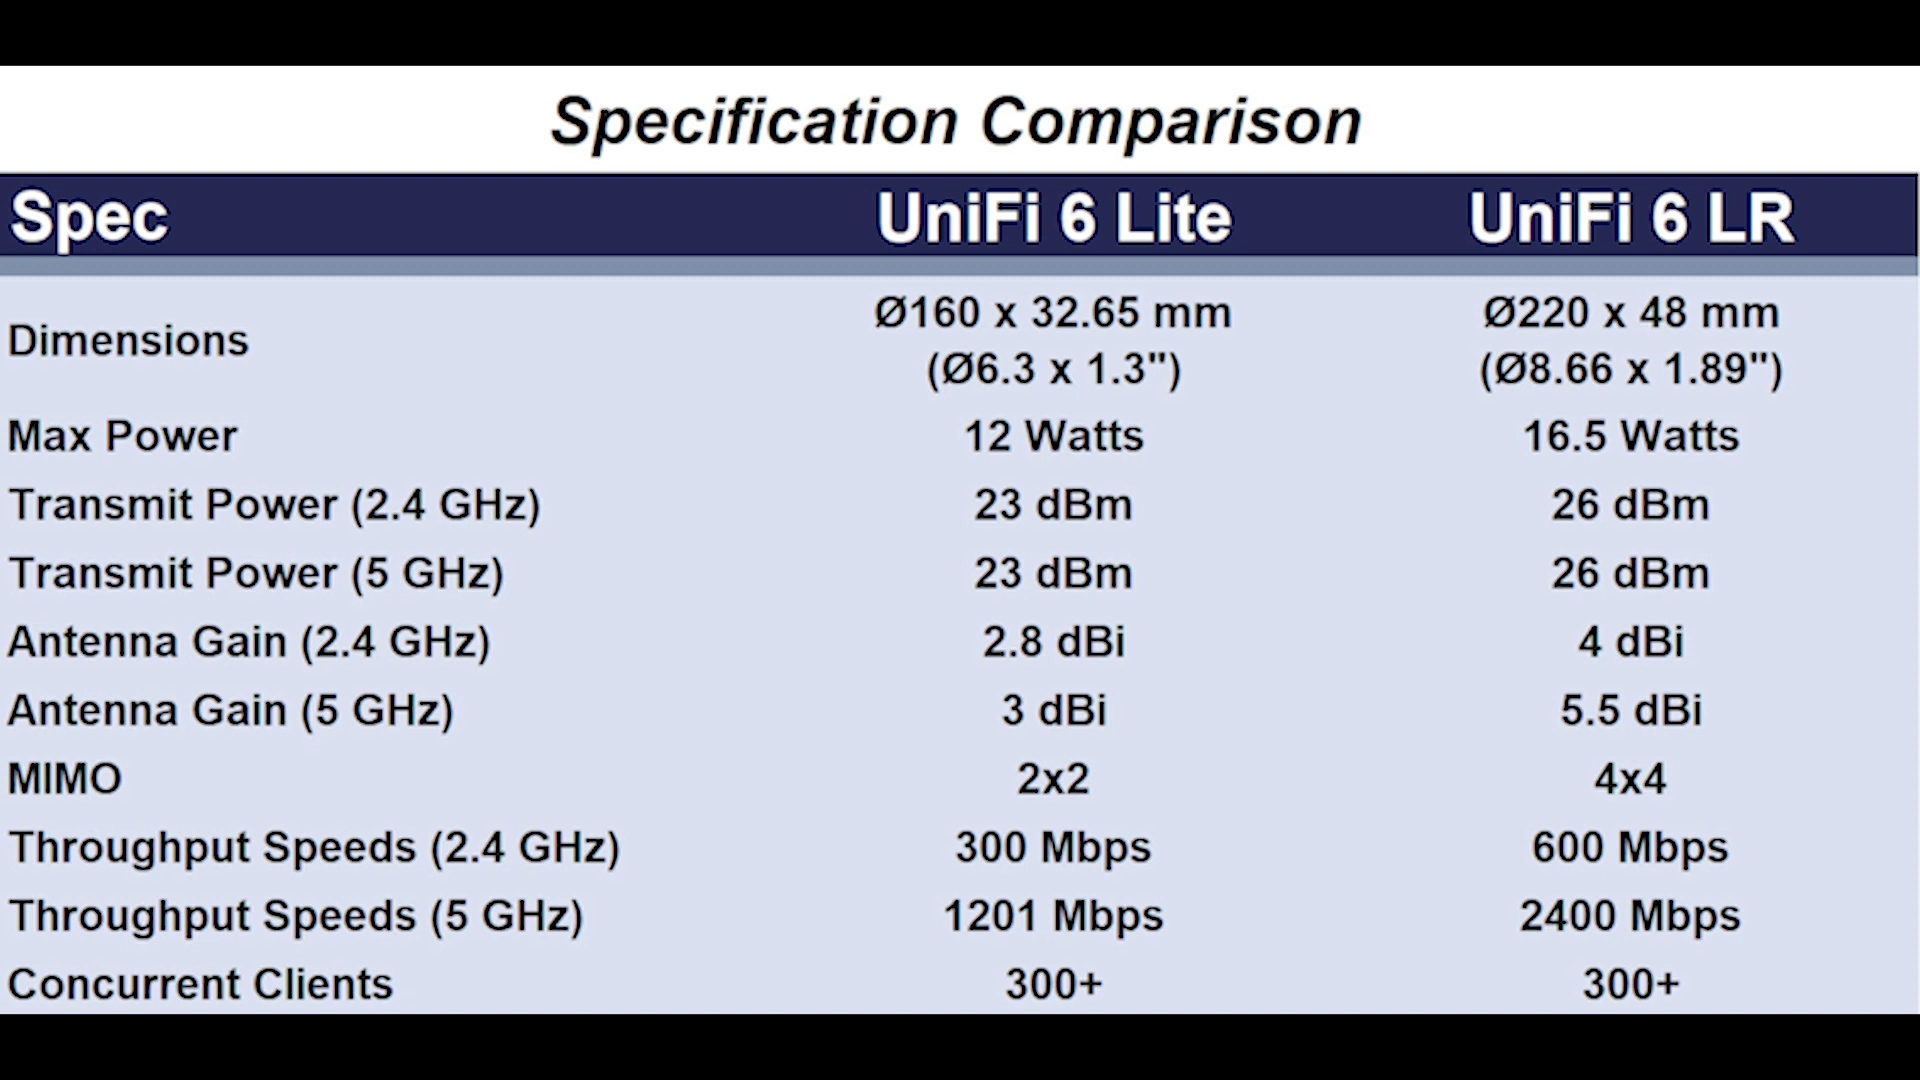 Specification Comparison
Spec UniFi 6 Lite UniFi 6 LR
Dimensions Ø160 x 32.65 mm (Ø6.3 x 1.3") Ø220 x 48 mm (Ø8.66 x 1.89")
Max Power 12 Watts 16.5 Watts
Transmit Power (2.4 GHz) 23 dBm 26 dBm
Transmit Power (5 GHz) 23 dBm 26 dBm
Antenna Gain (2.4 GHz) 2.8 dBi 4 dBi
Antenna Gain (5 GHz) 3 dBi 5.5 dBi
MIMO 2x2 4x4
Throughput Speeds (2.4 GHz) 300 Mbps 600 Mbps
Throughput Speeds (5 GHz) 1201 Mbps 2400 Mbps
Concurrent Clients 300+ 300+